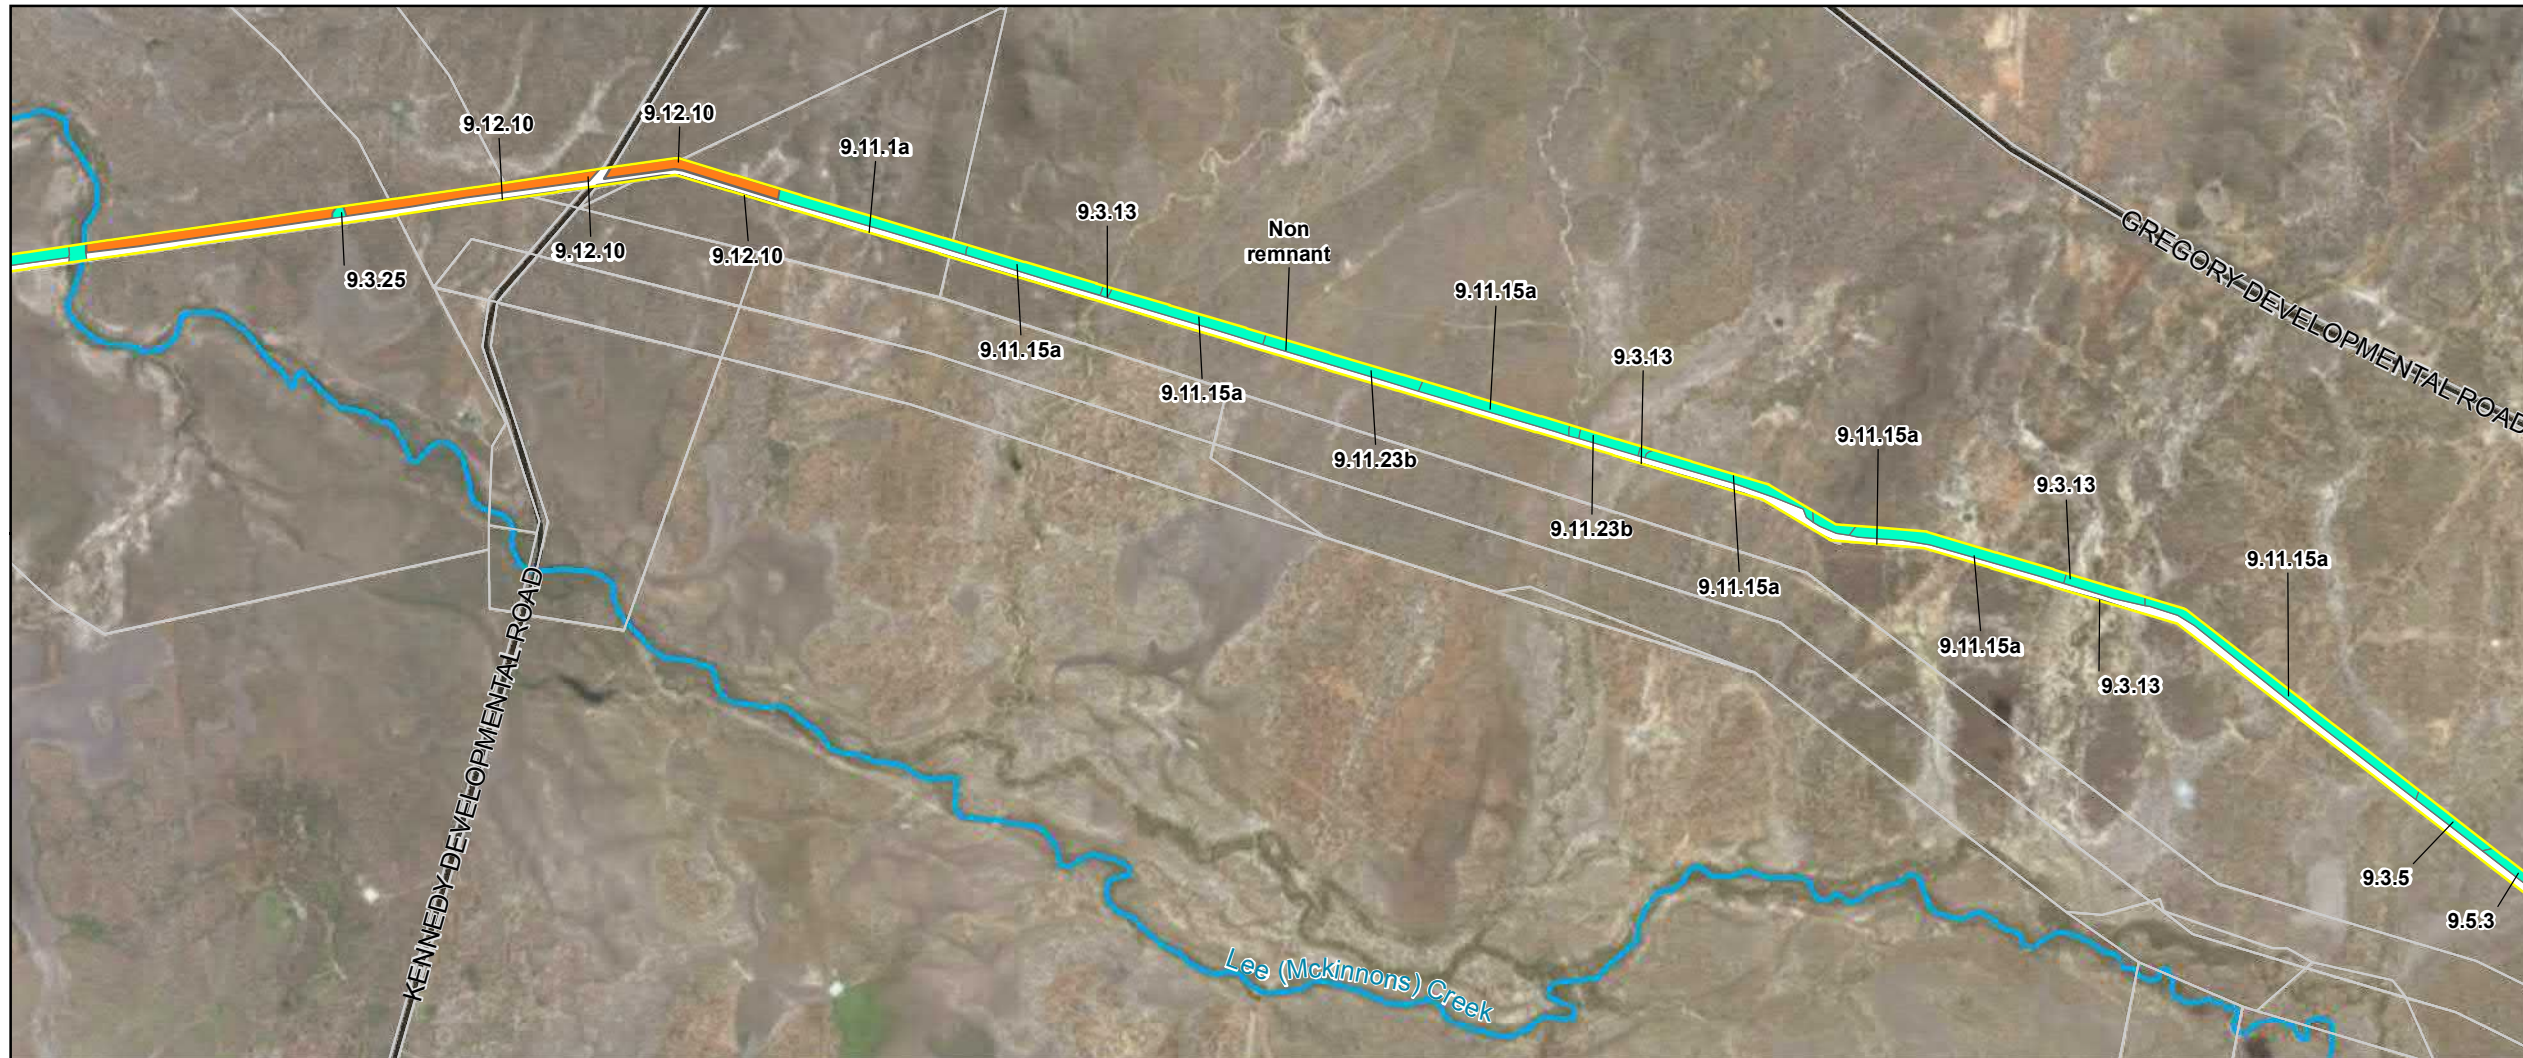 9.12.10
9.12.10
9.11.1a
9.3.13
Non
remnant
GREGORY DEVELOPMENTAL ROAD
9.12.10
9.12.10
9.3.25
9.11.15a
9.11.15a
9.11.15a
9.3.13
9.11.23b
9.11.15a
9.3.13
9.11.23b
9.11.15a
9.11.15a
9.11.15a
9.3.13
KENNEDY DEVELOPMENTAL ROAD
9.3.5
9.5.3
Lee (Mckinnons) Creek